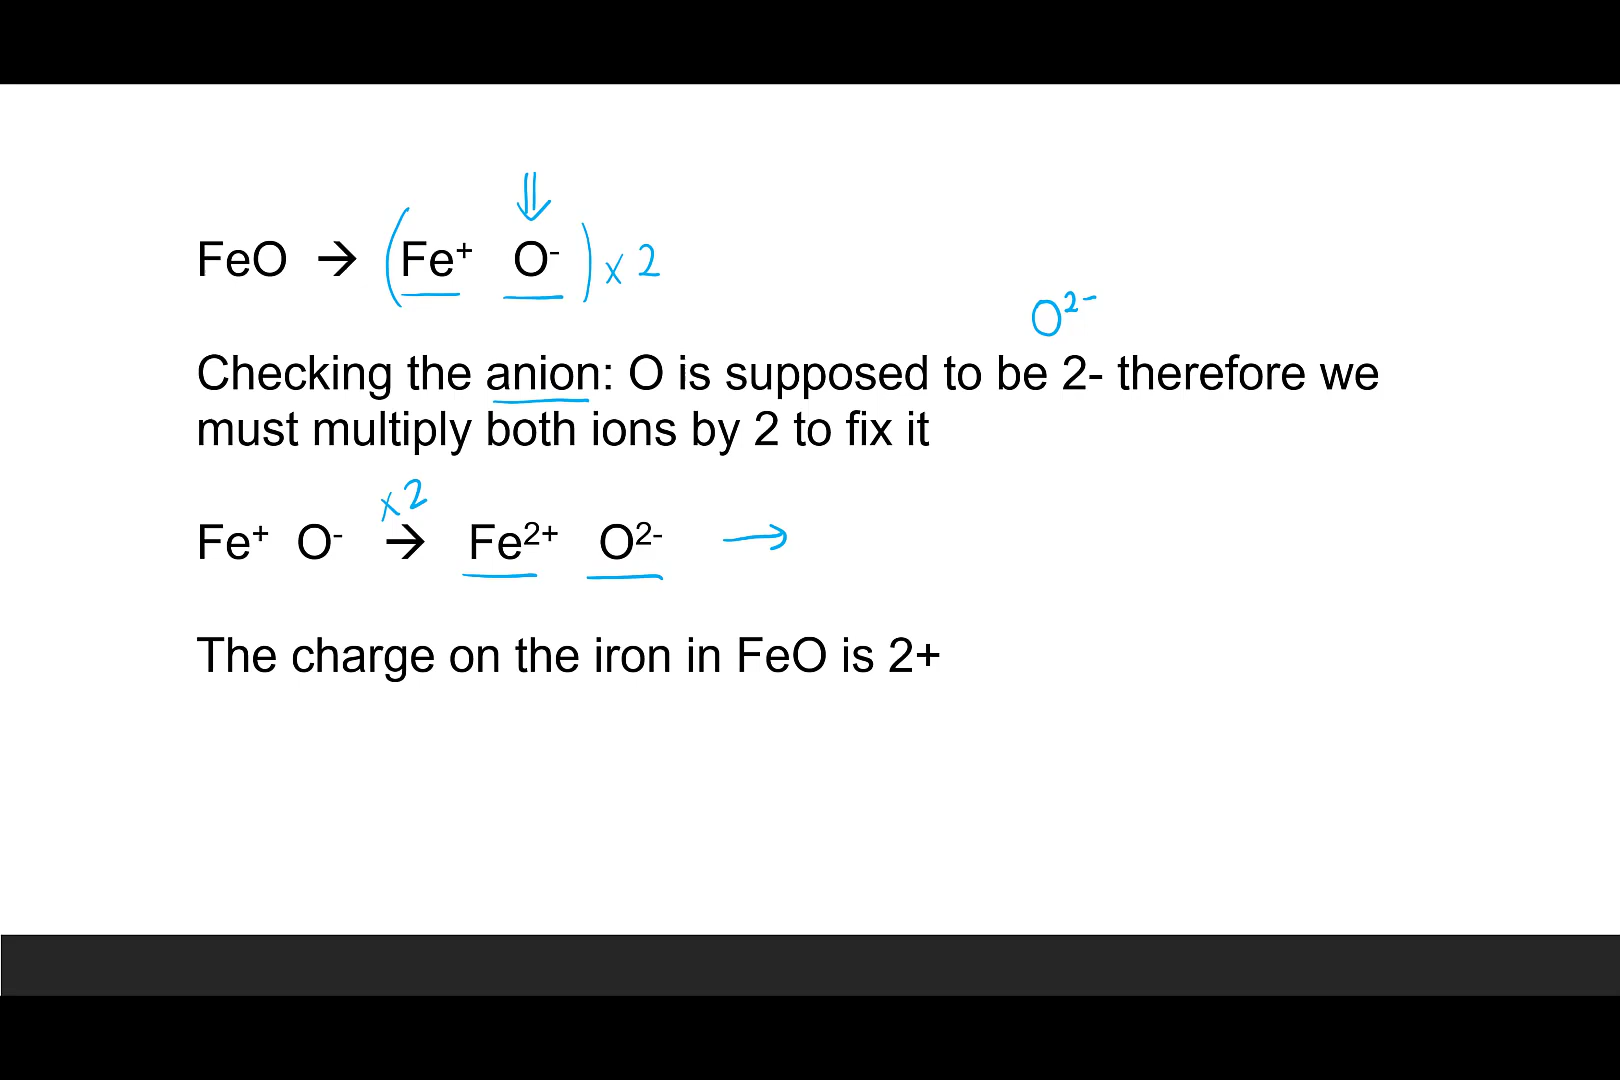 FeO → (Fe⁺ O⁻) x 2
O²⁻
Checking the anion: O is supposed to be 2- therefore we
must multiply both ions by 2 to fix it
x2
Fe⁺ O⁻ → Fe²⁺ O²⁻ →
The charge on the iron in FeO is 2+